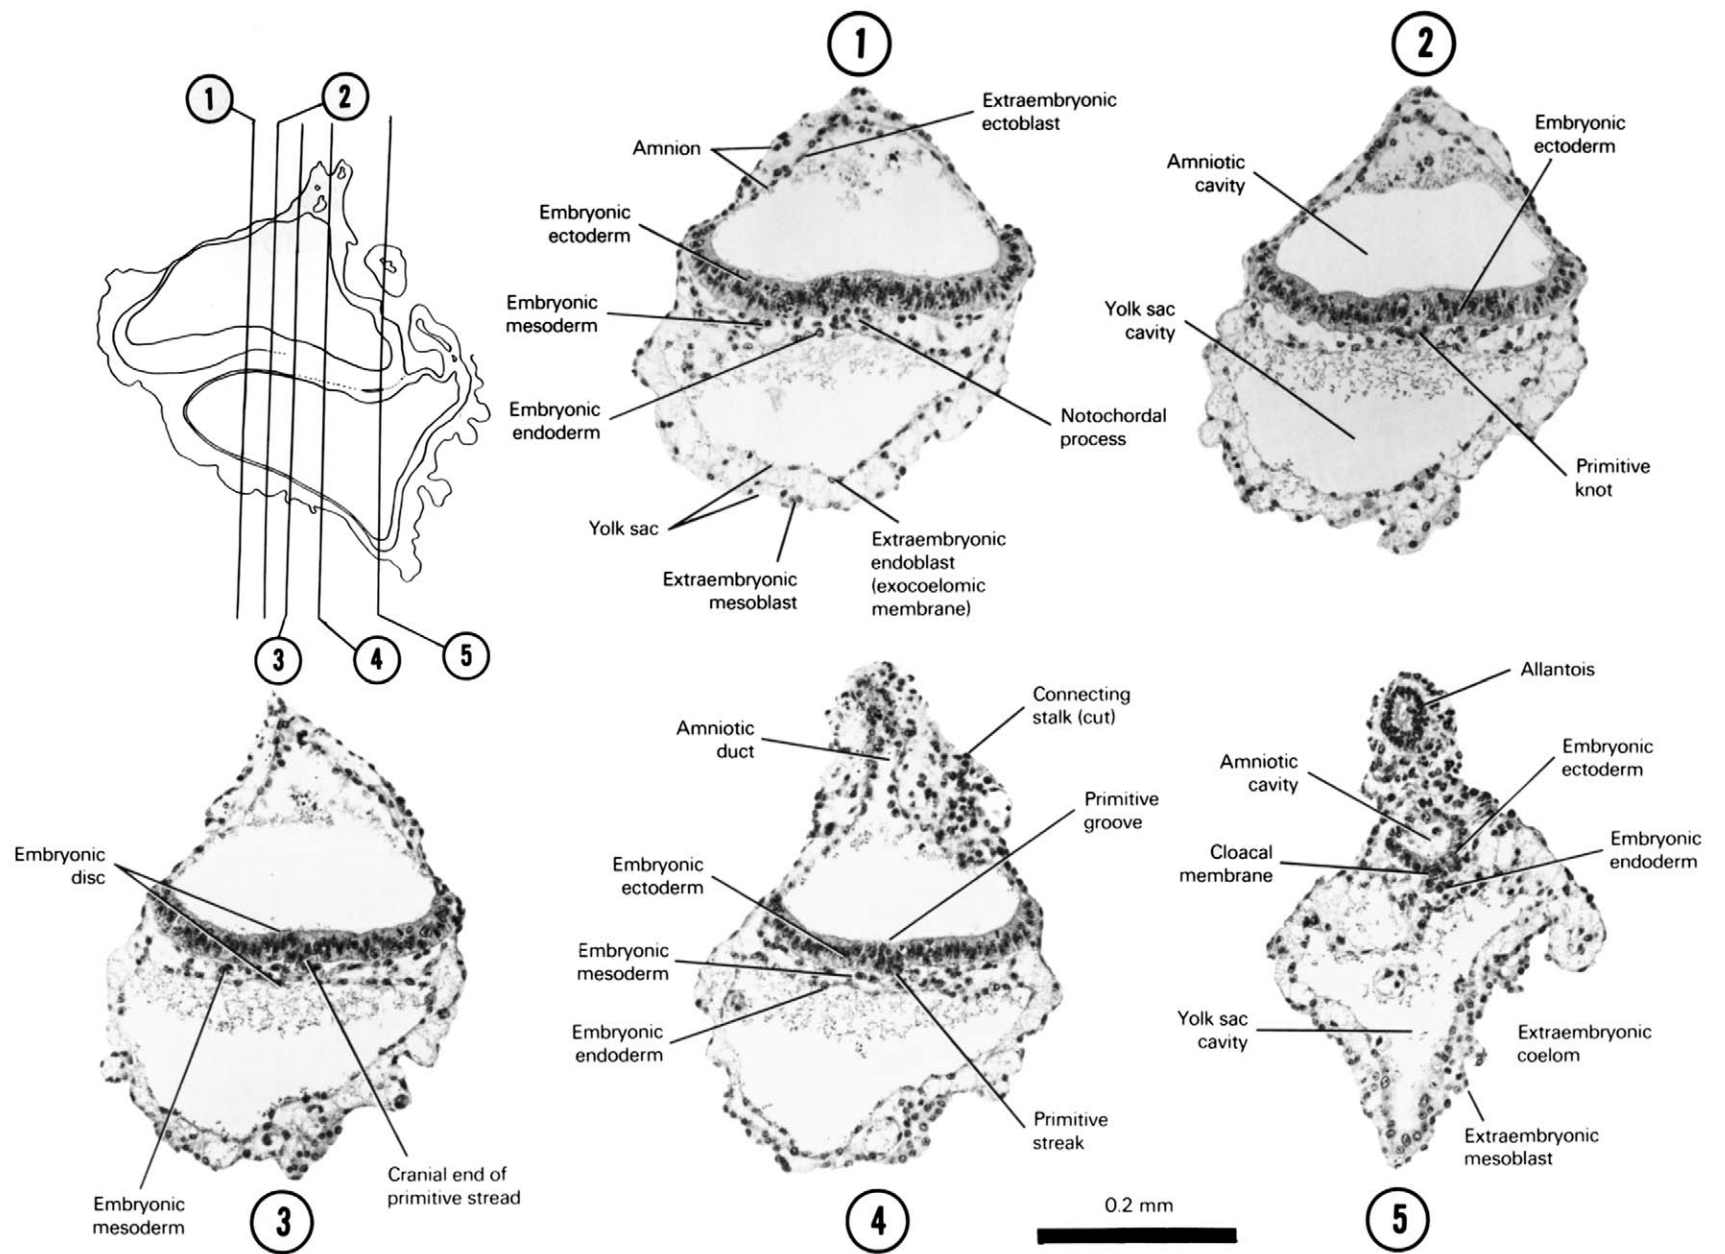 1
2
3
4
5
1
Amnion
Extraembryonic
ectoblast
Embryonic
ectoderm
Embryonic
mesoderm
Embryonic
endoderm
Notochordal
process
Yolk sac
Extraembryonic
mesoblast
Extraembryonic
endoblast
(exocoelomic
membrane)
2
Amniotic
cavity
Embryonic
ectoderm
Yolk sac
cavity
Primitive
knot
Embryonic
disc
Embryonic
mesoderm
Cranial end of
primitive stread
3
Amniotic
duct
Connecting
stalk (cut)
Primitive
groove
Embryonic
ectoderm
Embryonic
mesoderm
Embryonic
endoderm
Primitive
streak
4
0.2 mm
Allantois
Amniotic
cavity
Embryonic
ectoderm
Cloacal
membrane
Embryonic
endoderm
Yolk sac
cavity
Extraembryonic
coelom
Extraembryonic
mesoblast
5